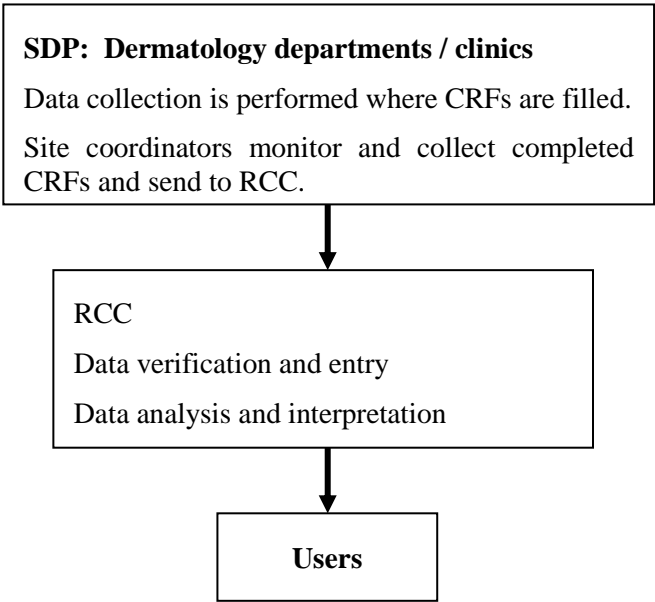 SDP: Dermatology departments / clinics
Data collection is performed where CRFs are filled.
Site coordinators monitor and collect completed
CRFs and send to RCC.
RCC
Data verification and entry
Data analysis and interpretation
Users